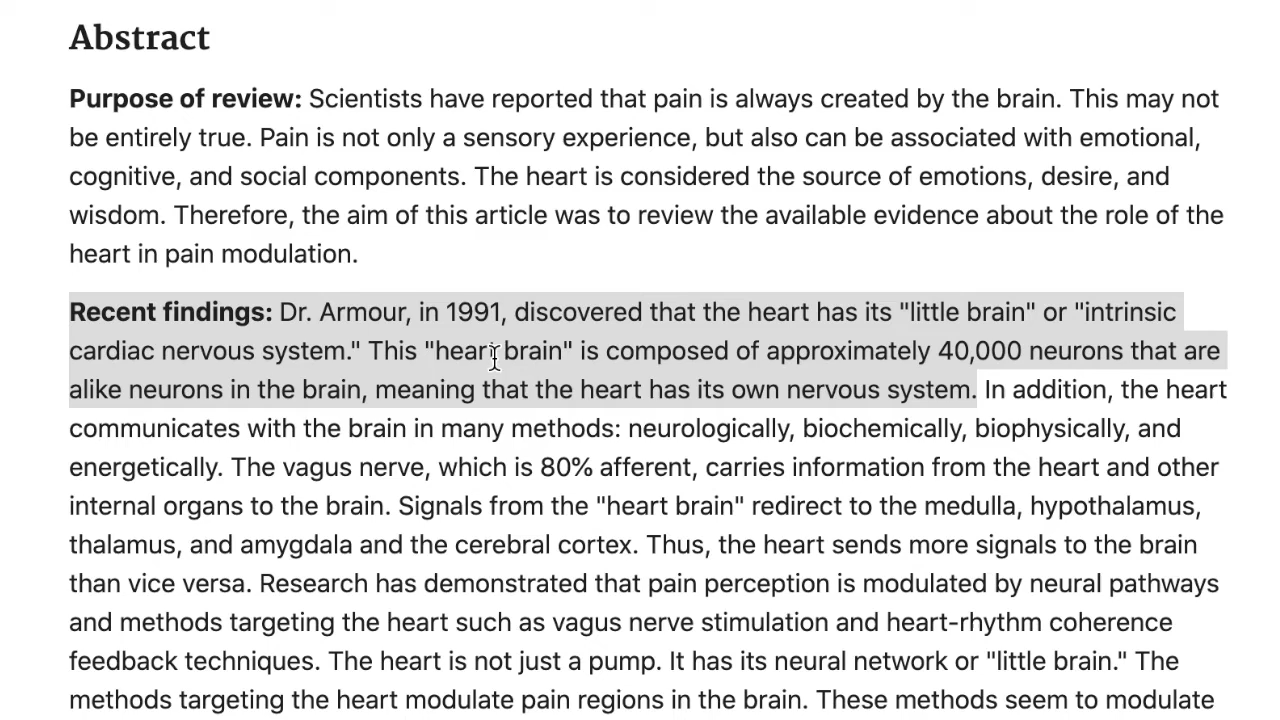 Abstract
Purpose of review: Scientists have reported that pain is always created by the brain. This may not
be entirely true. Pain is not only a sensory experience, but also can be associated with emotional,
cognitive, and social components. The heart is considered the source of emotions, desire, and
wisdom. Therefore, the aim of this article was to review the available evidence about the role of the
heart in pain modulation.
Recent findings: Dr. Armour, in 1991, discovered that the heart has its "little brain" or "intrinsic
cardiac nervous system." This "heart brain" is composed of approximately 40,000 neurons that are
alike neurons in the brain, meaning that the heart has its own nervous system. In addition, the heart
communicates with the brain in many methods: neurologically, biochemically, biophysically, and
energetically. The vagus nerve, which is 80% afferent, carries information from the heart and other
internal organs to the brain. Signals from the "heart brain" redirect to the medulla, hypothalamus,
thalamus, and amygdala and the cerebral cortex. Thus, the heart sends more signals to the brain
than vice versa. Research has demonstrated that pain perception is modulated by neural pathways
and methods targeting the heart such as vagus nerve stimulation and heart-rhythm coherence
feedback techniques. The heart is not just a pump. It has its neural network or "little brain." The
methods targeting the heart modulate pain regions in the brain. These methods seem to modulate